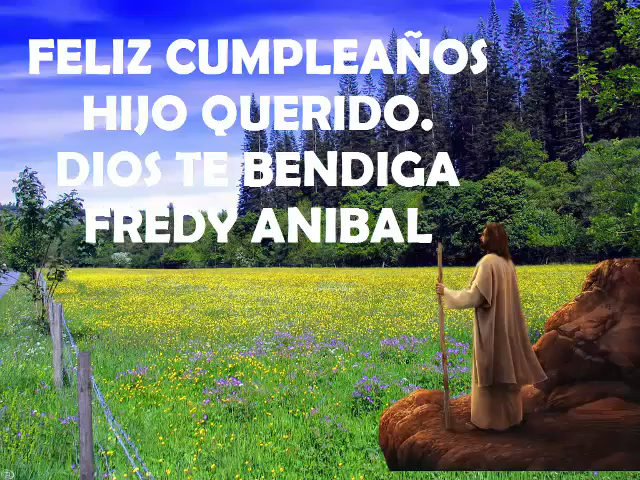 FELIZ CUMPLEAÑOS
HIJO QUERIDO.
DIOS TE BENDIGA
FREDY ANIBAL